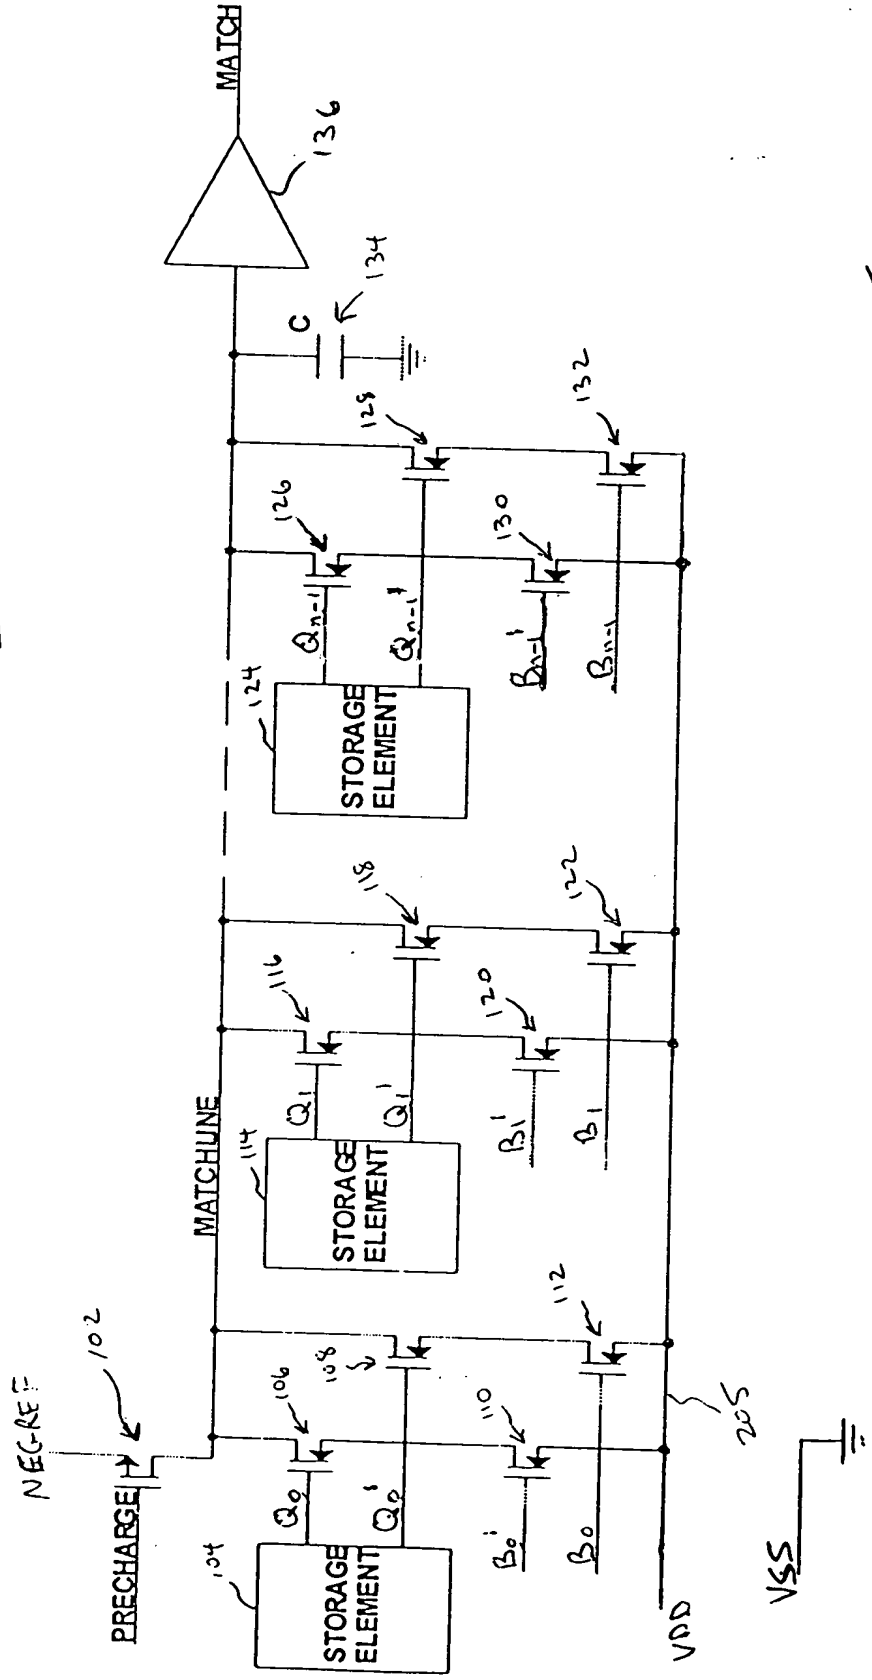 NEG-REF
102
PRECHARGE
MATCHLINE
MATCH
136
C
134
104
STORAGE
ELEMENT
Q0
Q0'
106
108
110
112
B0'
B0
114
STORAGE
ELEMENT
Q1
Q1'
116
118
120
122
B1'
B1
124
STORAGE
ELEMENT
Qn-1
Qn-1'
126
128
130
132
Bn-1'
Bn-1
VDD
205
VSS